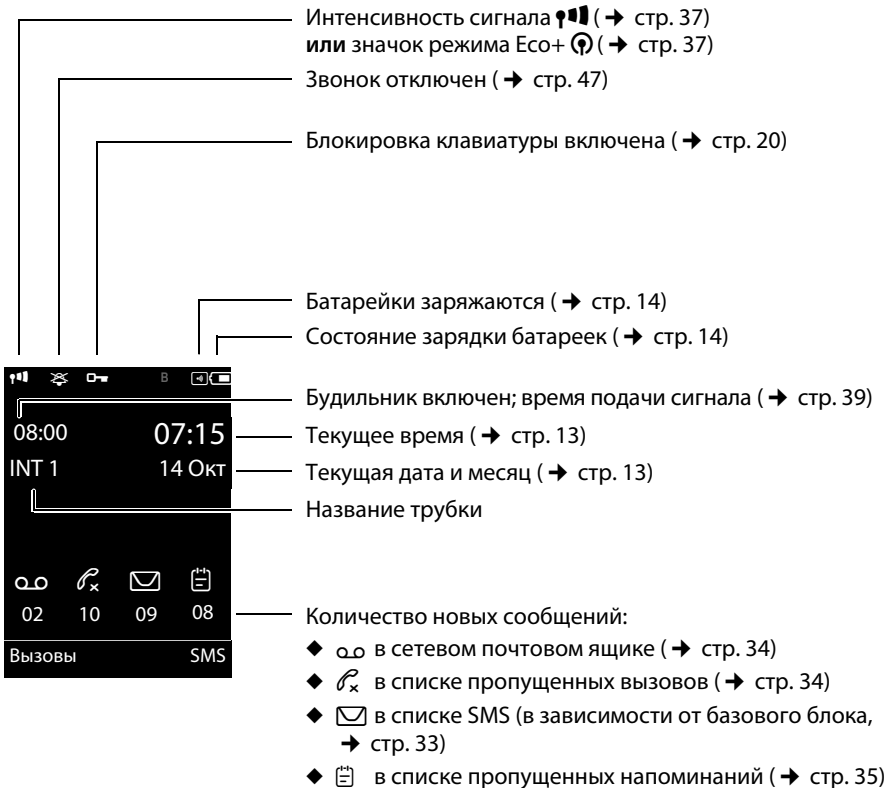 Интенсивность сигнала (➔ стр. 37)
или значок режима Eco+ (➔ стр. 37)
Звонок отключен (➔ стр. 47)
Блокировка клавиатуры включена (➔ стр. 20)
Батарейки заряжаются (➔ стр. 14)
Состояние зарядки батареек (➔ стр. 14)
B
Будильник включен; время подачи сигнала (➔ стр. 39)
08:00 07:15
Текущее время (➔ стр. 13)
INT 1 14 Окт
Текущая дата и месяц (➔ стр. 13)
Название трубки
02 10 09 08
Вызовы SMS
Количество новых сообщений:
◆ в сетевом почтовом ящике (➔ стр. 34)
◆ в списке пропущенных вызовов (➔ стр. 34)
◆ в списке SMS (в зависимости от базового блока,
➔ стр. 33)
◆ в списке пропущенных напоминаний (➔ стр. 35)